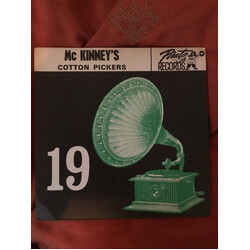 Mc KINNEY'S
COTTON PICKERS
RECORDS
19